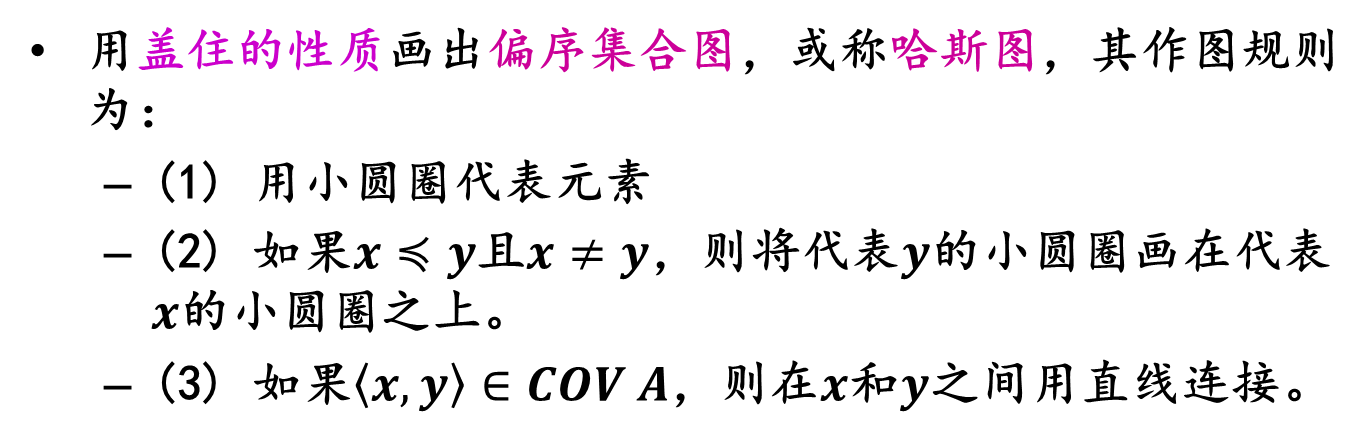 • 用盖住的性质画出偏序集合图，或称哈斯图，其作图规则
为：
– (1) 用小圆圈代表元素
– (2) 如果x ≼ y且x ≠ y，则将代表y的小圆圈画在代表
x的小圆圈之上。
– (3) 如果⟨x, y⟩ ∈ COV A，则在x和y之间用直线连接。